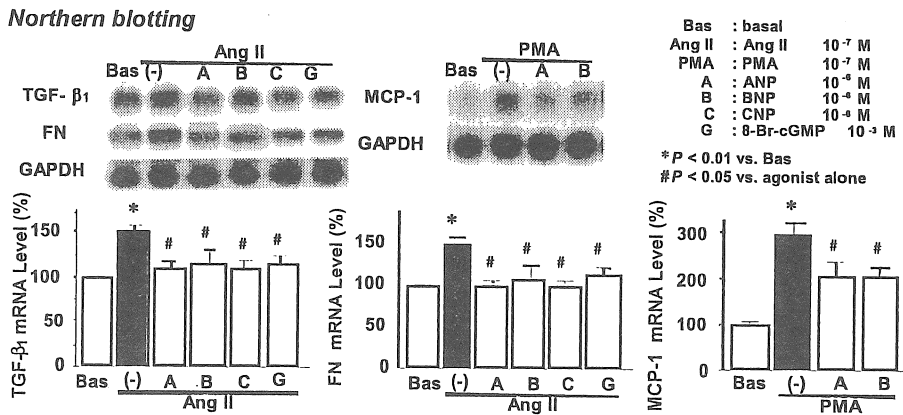 Northern blotting
Ang II
Bas (-) A B C G
TGF- β1
FN
GAPDH
PMA
Bas (-) A B
MCP-1
GAPDH
Bas : basal
Ang II : Ang II 10⁻⁷ M
PMA : PMA 10⁻⁷ M
A : ANP 10⁻⁶ M
B : BNP 10⁻⁶ M
C : CNP 10⁻⁶ M
G : 8-Br-cGMP 10⁻³ M
*P < 0.01 vs. Bas
#P < 0.05 vs. agonist alone
TGF-β1 mRNA Level (%)
150
100
50
0
* # # # #
Bas (-) A B C G
Ang II
FN mRNA Level (%)
150
100
50
0
* # # # #
Bas (-) A B C G
Ang II
MCP-1 mRNA Level (%)
300
200
100
0
* # #
Bas (-) A B
PMA